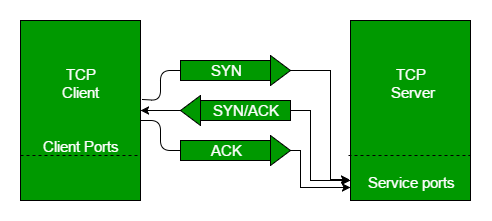 TCP
Client
Client Ports
SYN
SYN/ACK
ACK
TCP
Server
Service ports